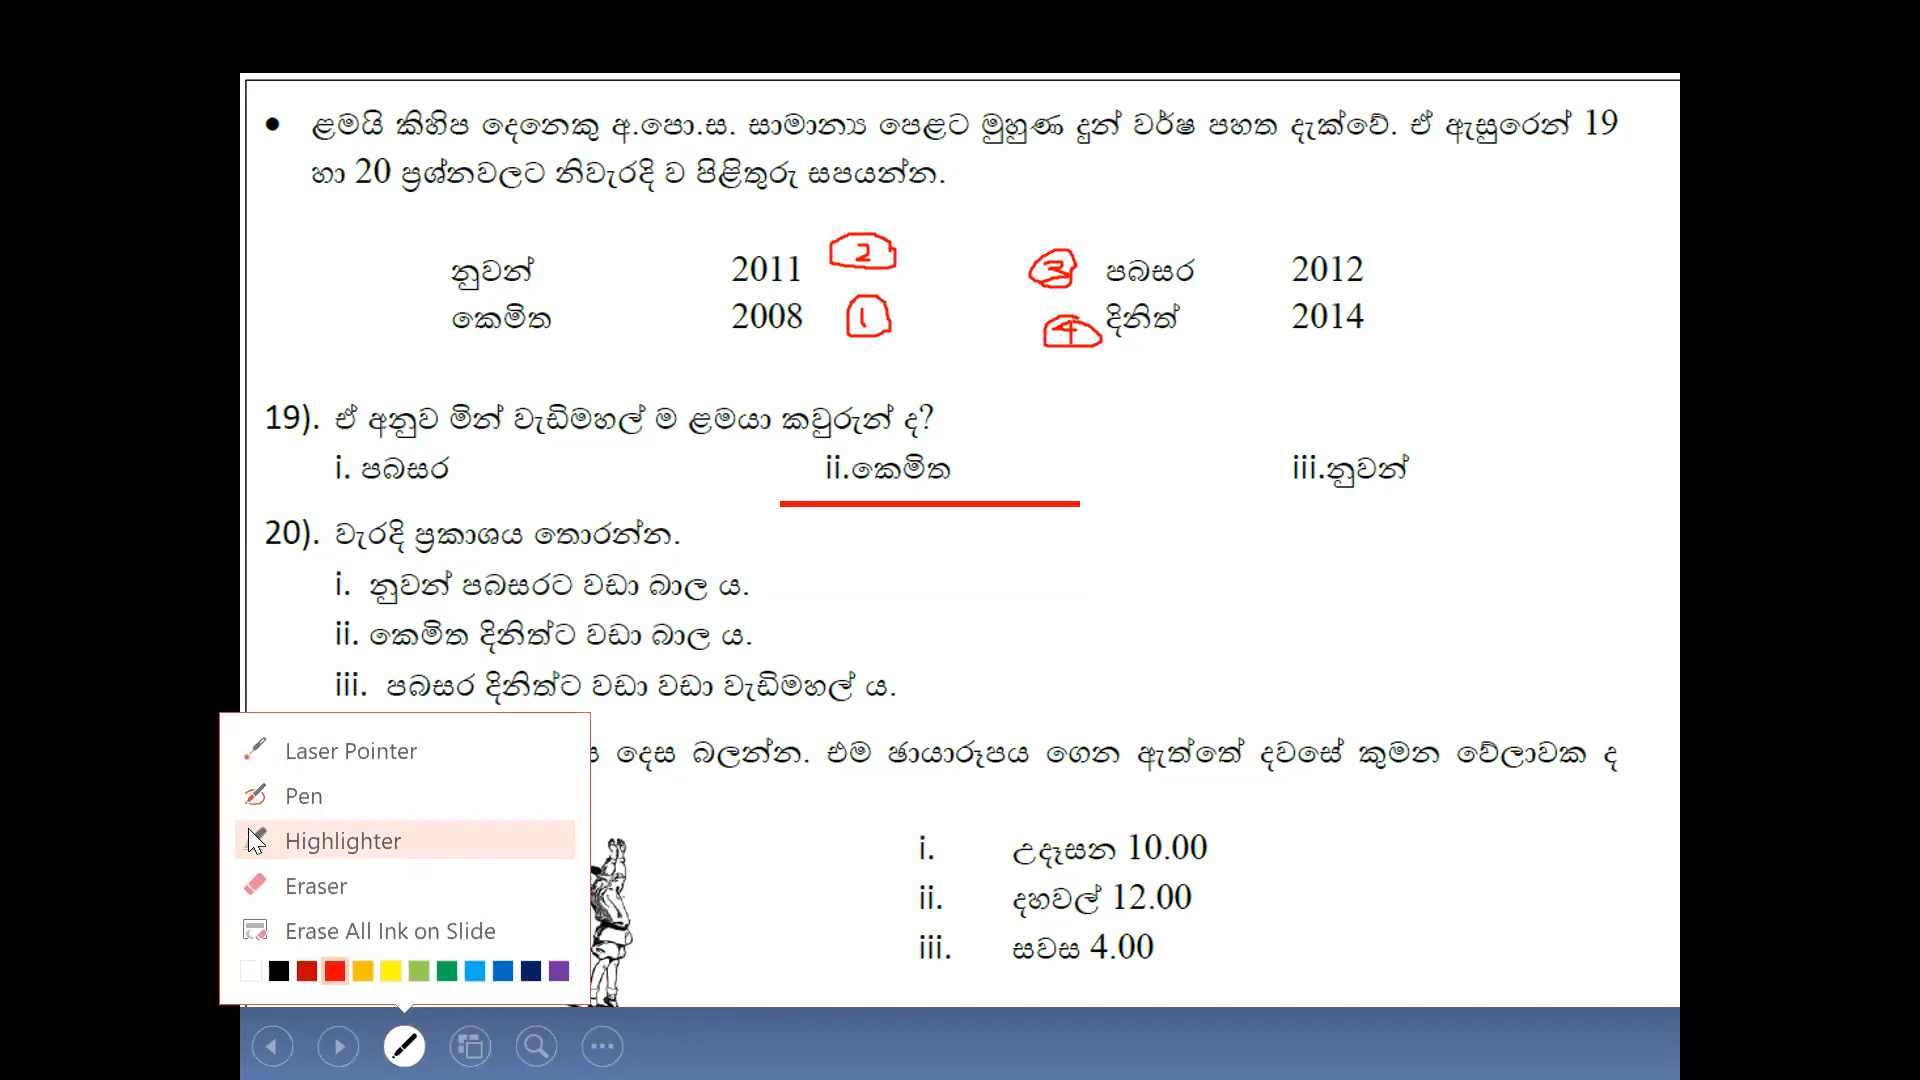 • ළමයි කිහිප දෙනෙකු අ.පො.ස. සාමාන්‍ය පෙළට මුහුණ දුන් වර්ෂ පහත දැක්වේ. ඒ ඇසුරෙන් 19
හා 20 ප්‍රශ්නවලට නිවැරදි ව පිළිතුරු සපයන්න.
නුවන් 2011 2 3 පබසර 2012
කෙමිත 2008 1 4 දිනිත් 2014
19). ඒ අනුව මින් වැඩිමහල් ම ළමයා කවුරුන් ද?
i. පබසර ii.කෙමිත iii.නුවන්
20). වැරදි ප්‍රකාශය තෝරන්න.
i. නුවන් පබසරට වඩා බාල ය.
ii. කෙමිත දිනිත්ට වඩා බාල ය.
iii. පබසර දිනිත්ට වඩා වඩා වැඩිමහල් ය.
දෙස බලන්න. එම ඡායාරූපය ගෙන ඇත්තේ දවසේ කුමන වේලාවක ද
i. උදෑසන 10.00
ii. දහවල් 12.00
iii. සවස 4.00
Laser Pointer
Pen
Highlighter
Eraser
Erase All Ink on Slide